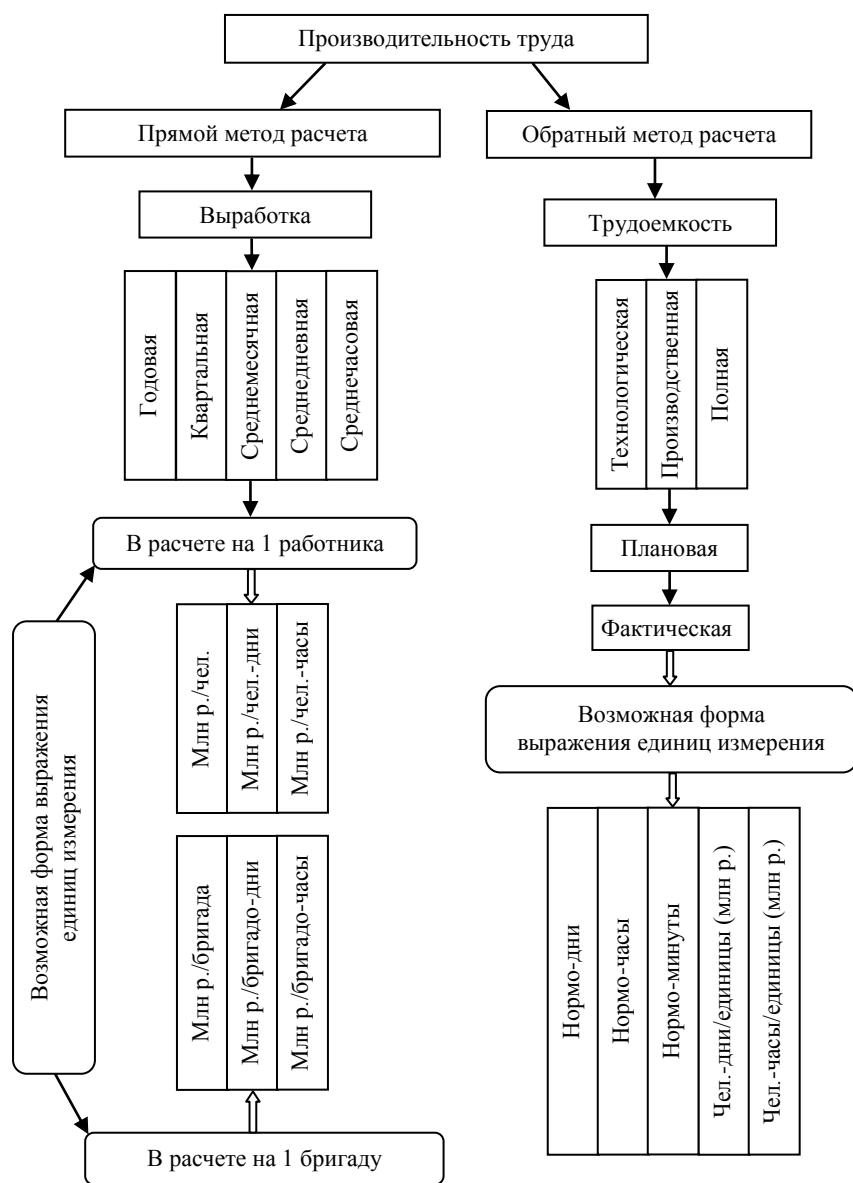 Производительность труда
Прямой метод расчета
Обратный метод расчета
Выработка
Трудоемкость
Годовая
Квартальная
Среднемесячная
Среднедневная
Среднечасовая
Технологическая
Производственная
Полная
В расчете на 1 работника
Плановая
Фактическая
Возможная форма выражения
единиц измерения
Млн р./чел.
Млн р./чел.-дни
Млн р./чел.-часы
Млн р./бригада
Млн р./бригадо-дни
Млн р./бригадо-часы
В расчете на 1 бригаду
Возможная форма
выражения единиц измерения
Нормо-дни
Нормо-часы
Нормо-минуты
Чел.-дни/единицы (млн р.)
Чел.-часы/единицы (млн р.)